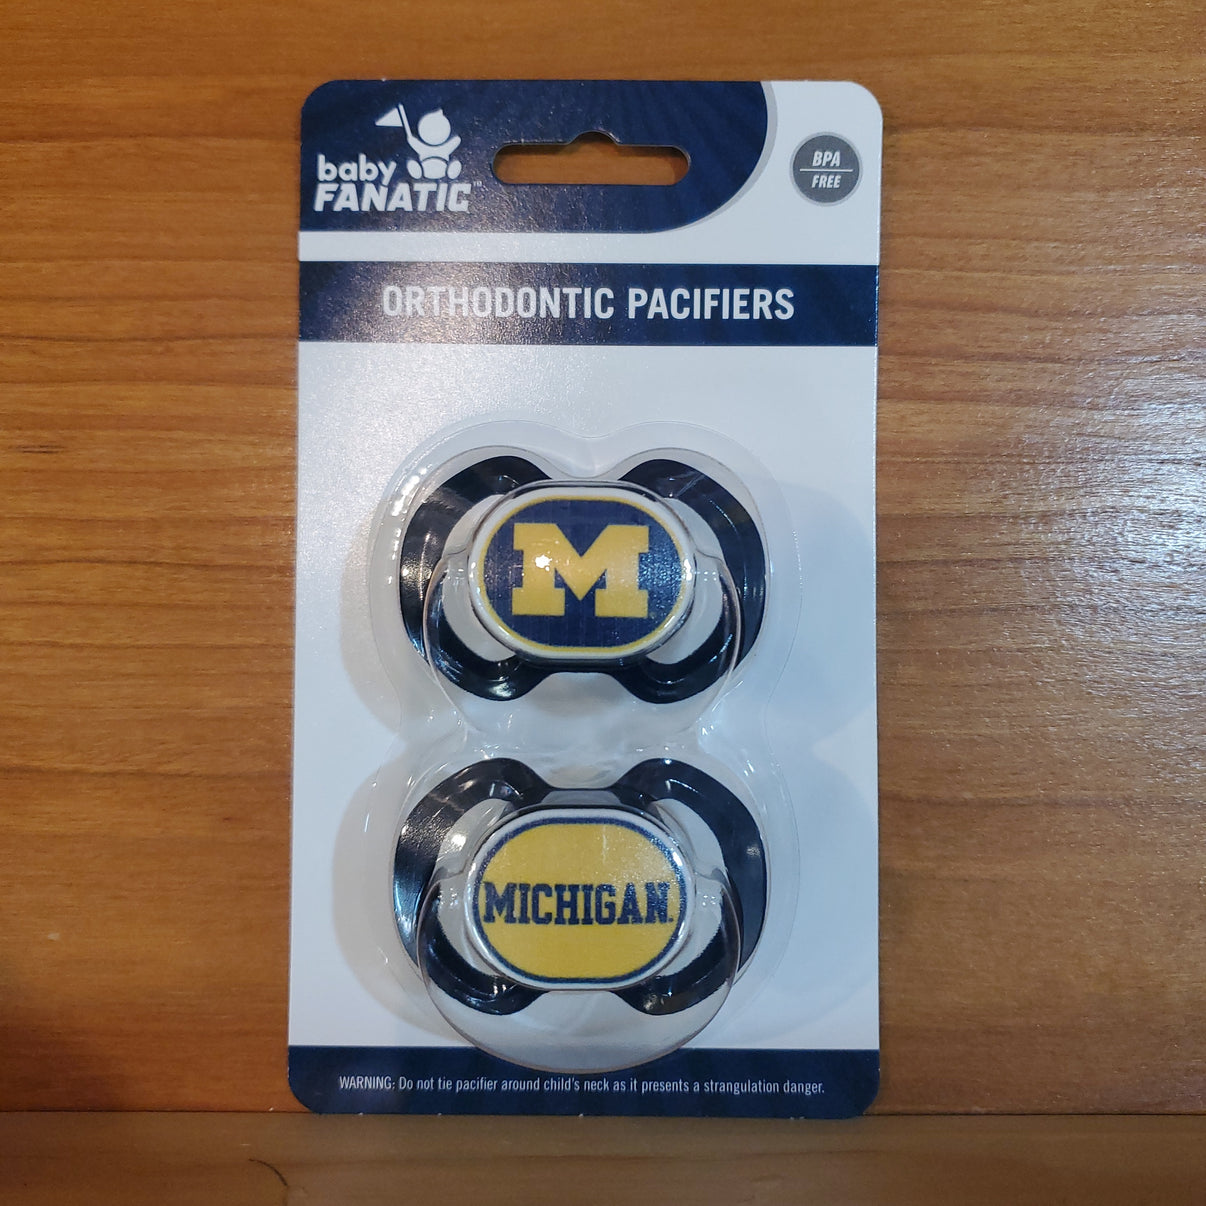 baby
FANATIC™
BPA
FREE
ORTHODONTIC PACIFIERS
M
MICHIGAN.
WARNING: Do not tie pacifier around child's neck as it presents a strangulation danger.